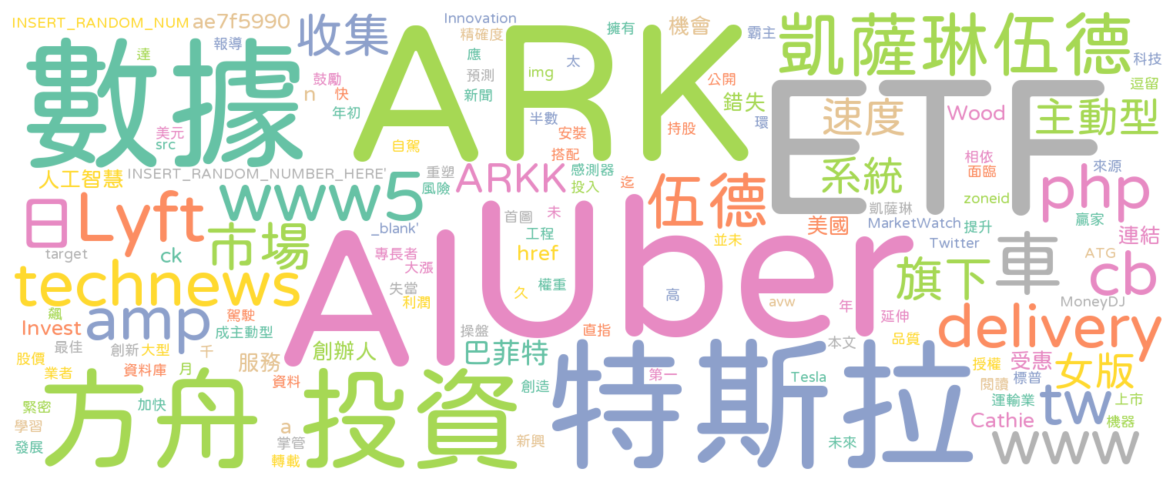 INSERT_RANDOM_NUM
ae7f5990
收集
Innovation
精確度
擁有
機會
霸主
凱薩琳伍德
科技
達
報導
數據
ARK
ETF
鼓勵
n
快
年初
應
預測
新聞
img
太
半數
公開
錯失
持股
環
速度
Wood
主動型
逗留
美元
src
自駕
安裝
搭配
相依
面臨
來源
人工智慧
INSERT_RANDOM_NUMBER_HERE'
重塑
風險
ARKK
感測器
投入
迄
伍德
系統
凱薩琳
zoneid
php
贏家
日
Lyft
www5
_blank'
首圖
未
工程
美國
MarketWatch
提升
Twitter
連結
並未
target
ck
市場
專長者
大漲
href
AI
Uber
旗下
車
ATG
cb
technews
失當
利潤
久
權重
高
avw
年
延伸
MoneyDJ
飆
駕駛
amp
成主動型
操盤
直指
品質
delivery
Invest
最佳
創新
大型
千
創辦人
巴菲特
本文
股價
業者
資料庫
月
服務
資料
創造
第一
Tesla
授權
閱讀
受惠
標普
女版
緊密
加快
方舟
投資
特斯拉
未來
運輸業
上市
tw
機器
Cathie
學習
發展
a
掌管
轉載
新興
www